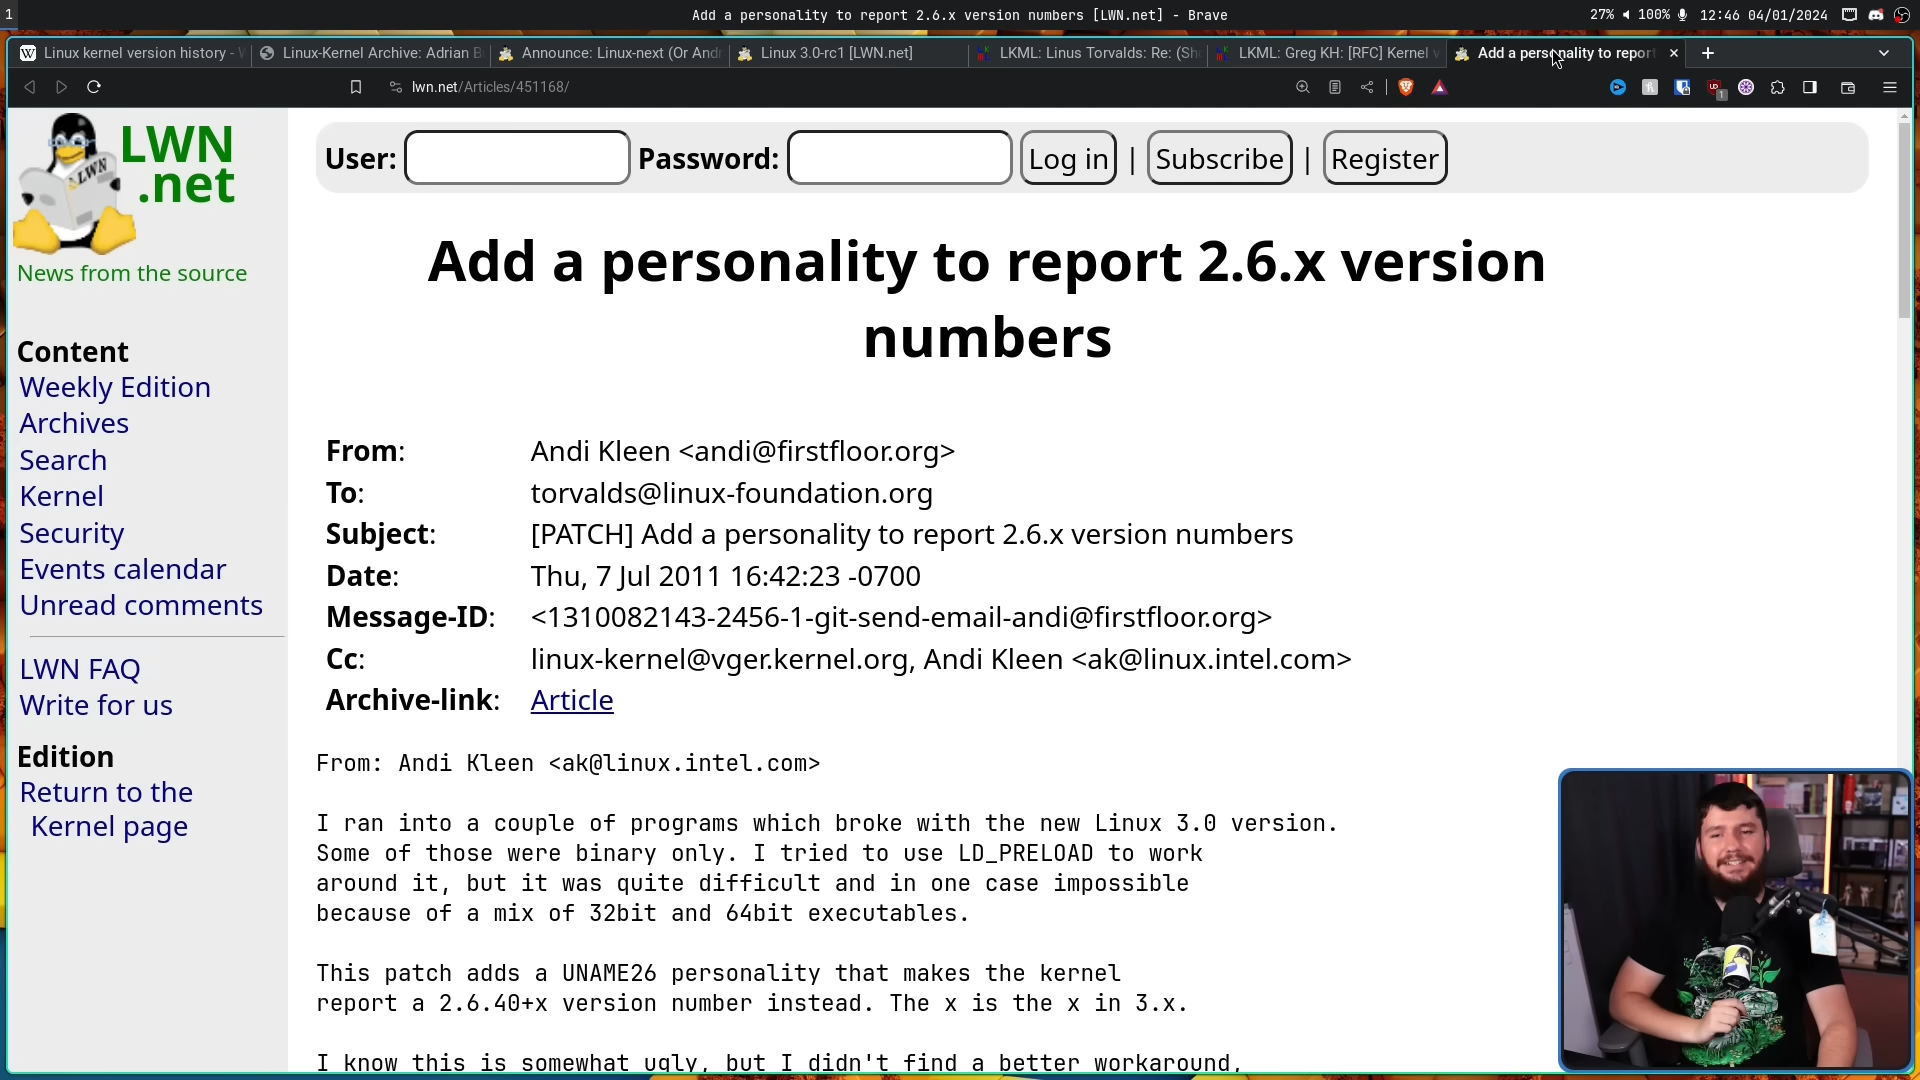 1
Add a personality to report 2.6.x version numbers [LWN.net] - Brave
27% 100% 12:46 04/01/2024
Linux kernel version history - W
Linux-Kernel Archive: Adrian B
Announce: Linux-next (Or Andr
Linux 3.0-rc1 [LWN.net]
LKML: Linus Torvalds: Re: (Sho
LKML: Greg KH: [RFC] Kernel v
Add a personality to report
lwn.net/Articles/451168/
1
LWN
.net
LWN
News from the source
User: Password: Log in | Subscribe | Register
Add a personality to report 2.6.x version
numbers
Content
Weekly Edition
Archives
Search
Kernel
Security
Events calendar
Unread comments
LWN FAQ
Write for us
Edition
Return to the
Kernel page
From: Andi Kleen <andi@firstfloor.org>
To: torvalds@linux-foundation.org
Subject: [PATCH] Add a personality to report 2.6.x version numbers
Date: Thu, 7 Jul 2011 16:42:23 -0700
Message-ID: <1310082143-2456-1-git-send-email-andi@firstfloor.org>
Cc: linux-kernel@vger.kernel.org, Andi Kleen <ak@linux.intel.com>
Archive-link: Article
From: Andi Kleen <ak@linux.intel.com>
I ran into a couple of programs which broke with the new Linux 3.0 version.
Some of those were binary only. I tried to use LD_PRELOAD to work
around it, but it was quite difficult and in one case impossible
because of a mix of 32bit and 64bit executables.
This patch adds a UNAME26 personality that makes the kernel
report a 2.6.40+x version number instead. The x is the x in 3.x.
I know this is somewhat ugly, but I didn't find a better workaround,